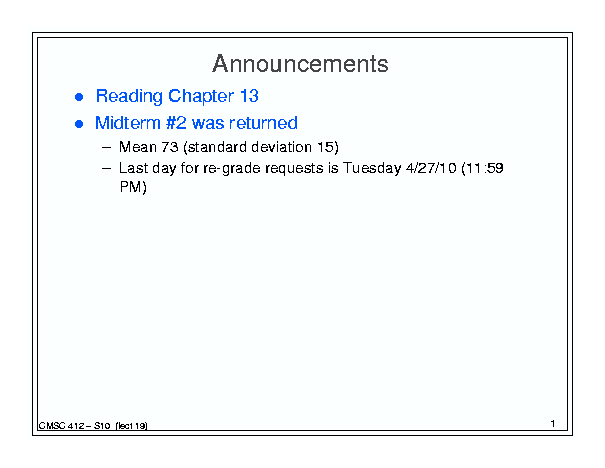 Announcements
● Reading Chapter 13
● Midterm #2 was returned
– Mean 73 (standard deviation 15)
– Last day for re-grade requests is Tuesday 4/27/10 (11:59
PM)
CMSC 412 – S10 (lect 19)
1